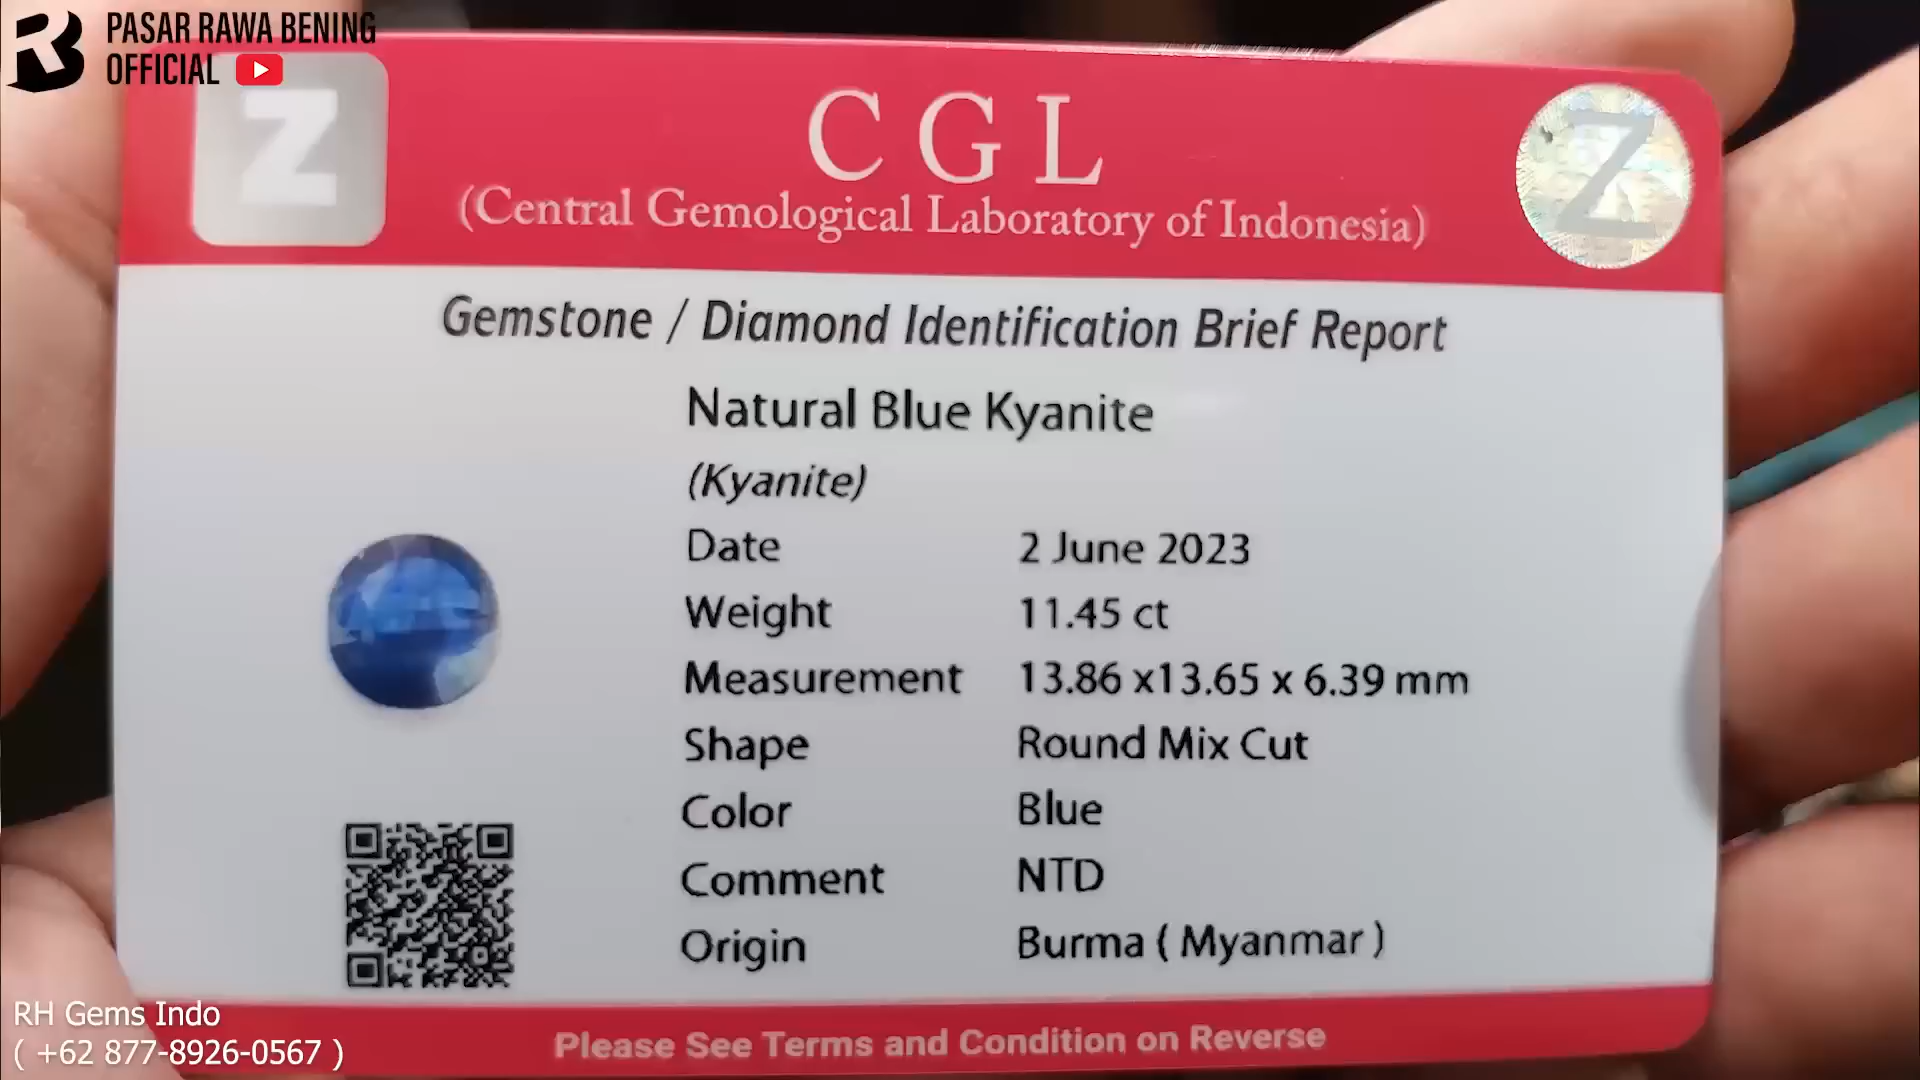 PASAR RAWA BENING
OFFICIAL
Z
C G L
Z
(Central Gemological Laboratory of Indonesia)
Gemstone / Diamond Identification Brief Report
Natural Blue Kyanite
(Kyanite)
Date 2 June 2023
Weight 11.45 ct
Measurement 13.86 x13.65 x 6.39 mm
Shape Round Mix Cut
Color Blue
Comment NTD
Origin Burma ( Myanmar )
RH Gems Indo
( +62 877-8926-0567 )
Please See Terms and Condition on Reverse